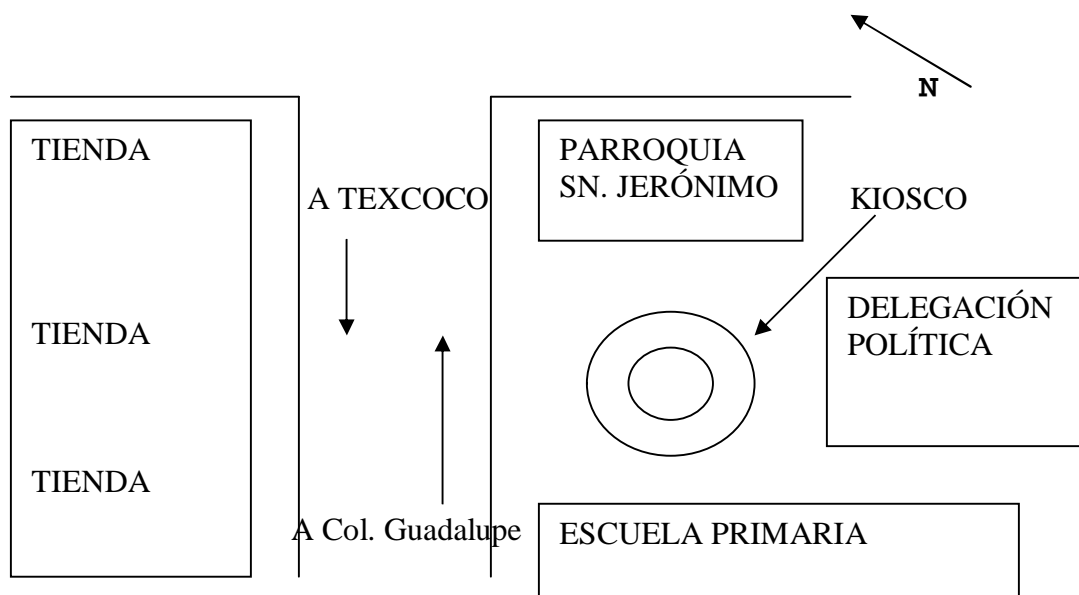 N
TIENDA
PARROQUIA
SN. JERÓNIMO
A TEXCOCO
KIOSCO
DELEGACIÓN
POLÍTICA
TIENDA
TIENDA
A Col. Guadalupe
ESCUELA PRIMARIA